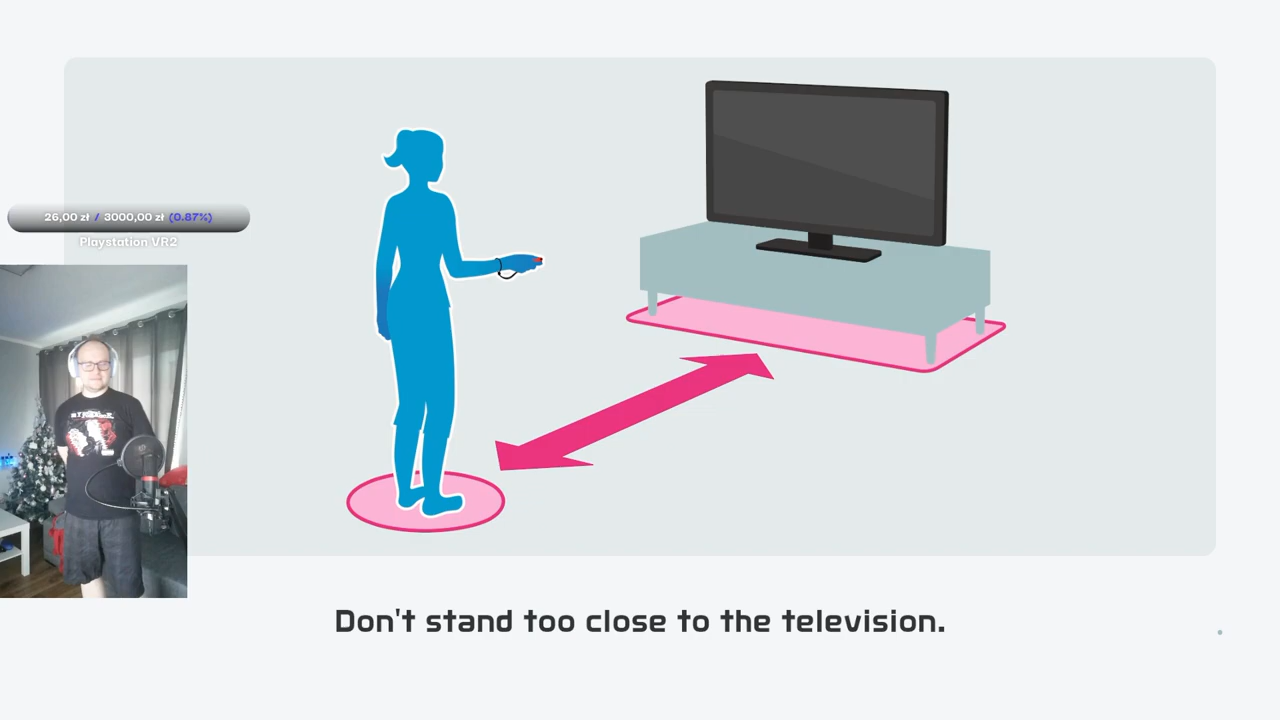 26,00 zł / 3000,00 zł (0.87%)
Playstation VR2
Don't stand too close to the television.